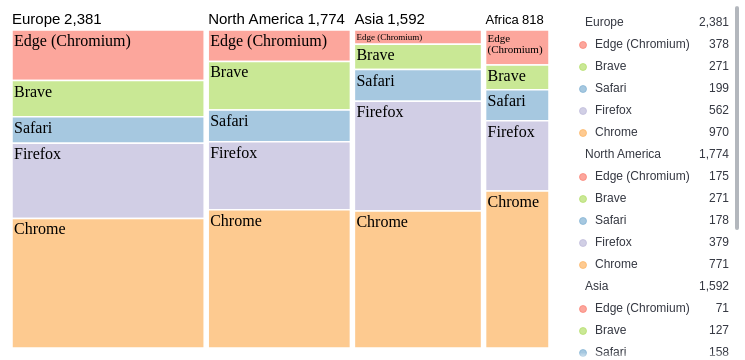 Europe 2,381
North America 1,774
Asia 1,592
Africa 818
Edge (Chromium)
Brave
Safari
Firefox
Chrome
Edge (Chromium)
Brave
Safari
Firefox
Chrome
Edge (Chromium)
Brave
Safari
Firefox
Chrome
Edge
(Chromium)
Brave
Safari
Firefox
Chrome
Europe 2,381
Edge (Chromium) 378
Brave 271
Safari 199
Firefox 562
Chrome 970
North America 1,774
Edge (Chromium) 175
Brave 271
Safari 178
Firefox 379
Chrome 771
Asia 1,592
Edge (Chromium) 71
Brave 127
Safari 158